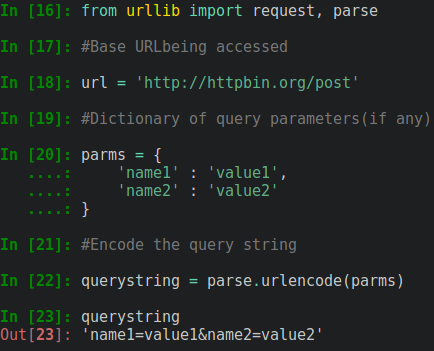 In [16]: from urllib import request, parse
In [17]: #Base URLbeing accessed
In [18]: url = 'http://httpbin.org/post'
In [19]: #Dictionary of query parameters(if any)
In [20]: parms = {
   ....:     'name1' : 'value1',
   ....:     'name2' : 'value2'
   ....: }
In [21]: #Encode the query string
In [22]: querystring = parse.urlencode(parms)
In [23]: querystring
Out[23]: 'name1=value1&name2=value2'